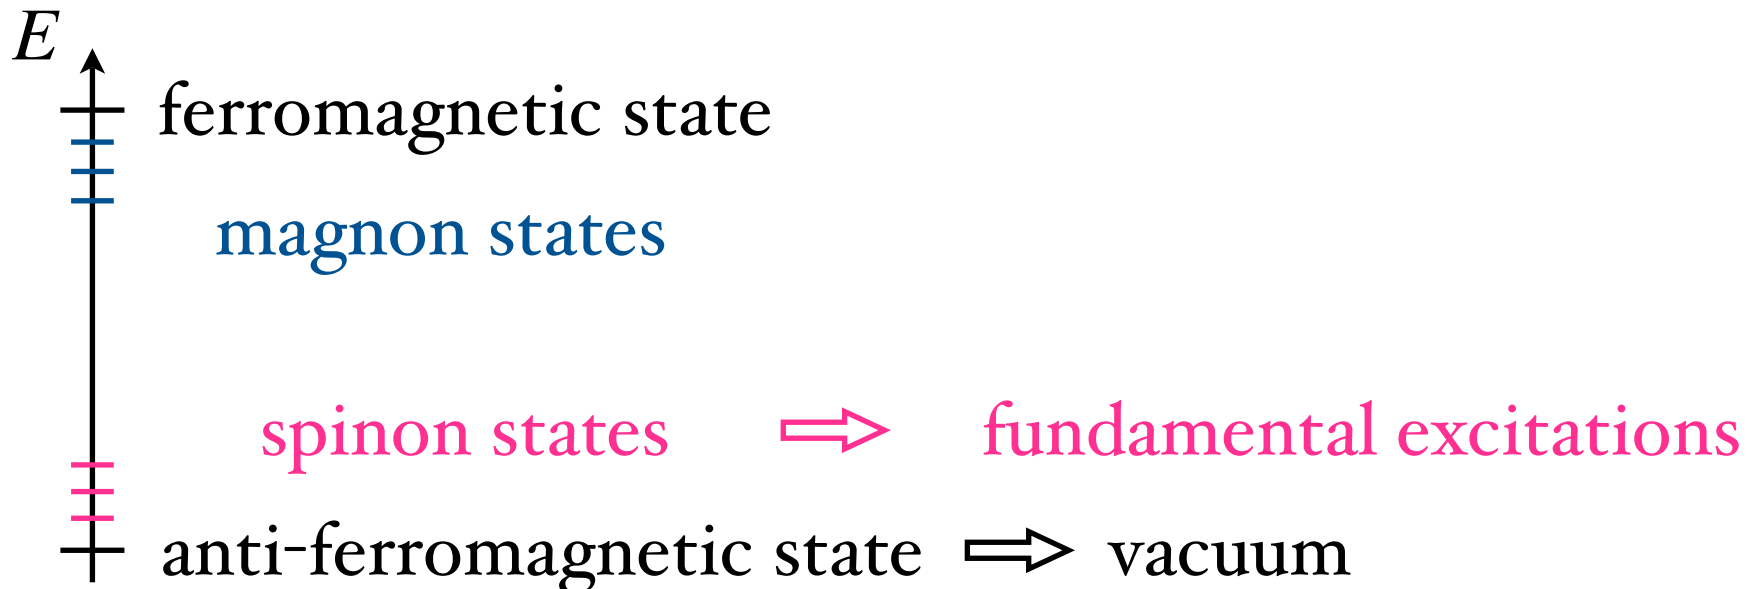 E
ferromagnetic state
magnon states
spinon states ⇨ fundamental excitations
anti-ferromagnetic state ⇨ vacuum